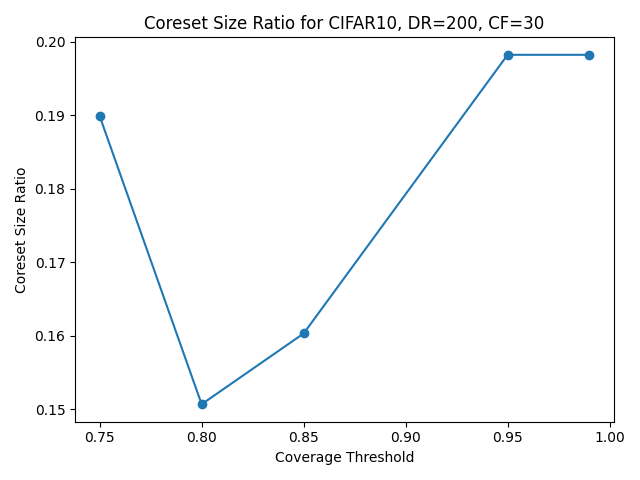 Coreset Size Ratio for CIFAR10, DR=200, CF=30
0.20
0.19
0.18
0.17
0.16
0.15
Coreset Size Ratio
0.75 0.80 0.85 0.90 0.95 1.00
Coverage Threshold